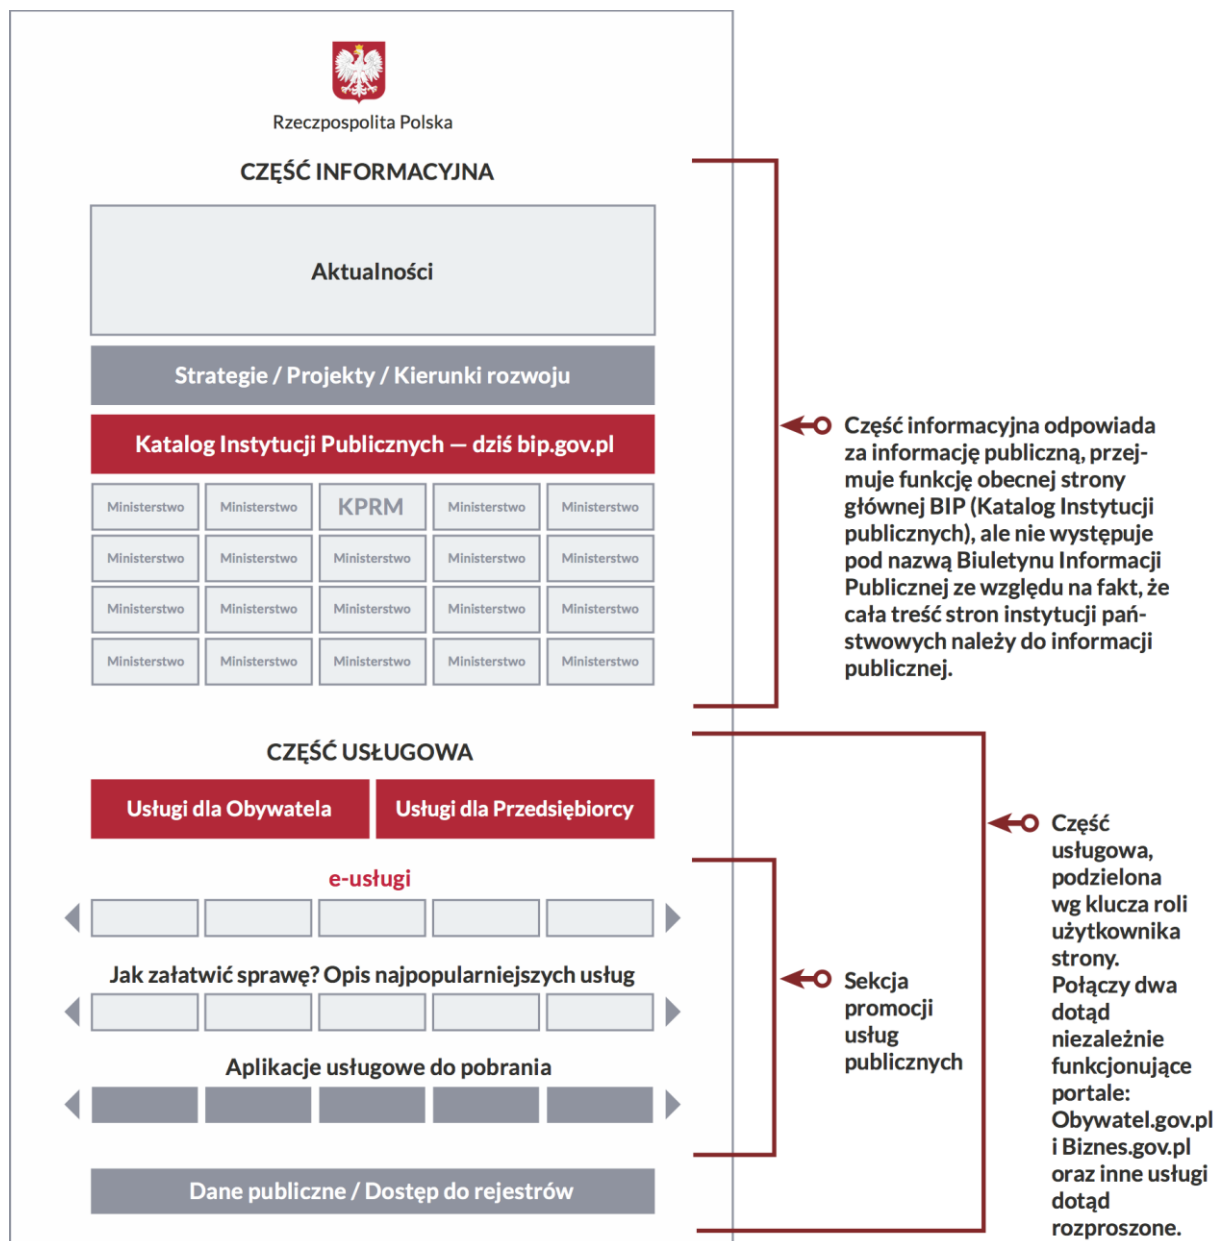 Rzeczpospolita Polska
CZĘŚĆ INFORMACYJNA
Aktualności
Strategie / Projekty / Kierunki rozwoju
Katalog Instytucji Publicznych — dziś bip.gov.pl
Ministerstwo Ministerstwo KPRM Ministerstwo Ministerstwo
Ministerstwo Ministerstwo Ministerstwo Ministerstwo Ministerstwo
Ministerstwo Ministerstwo Ministerstwo Ministerstwo Ministerstwo
Ministerstwo Ministerstwo Ministerstwo Ministerstwo Ministerstwo
Część informacyjna odpowiada
za informację publiczną, przej-
muje funkcję obecnej strony
głównej BIP (Katalog Instytucji
publicznych), ale nie występuje
pod nazwą Biuletynu Informacji
Publicznej ze względu na fakt, że
cała treść stron instytucji pań-
stwowych należy do informacji
publicznej.
CZĘŚĆ USŁUGOWA
Usługi dla Obywatela Usługi dla Przedsiębiorcy
e-usługi
Jak załatwić sprawę? Opis najpopularniejszych usług
Aplikacje usługowe do pobrania
Dane publiczne / Dostęp do rejestrów
Sekcja
promocji
usług
publicznych
Część
usługowa,
podzielona
wg klucza roli
użytkownika
strony.
Połączy dwa
dotąd
niezależnie
funkcjonujące
portale:
Obywatel.gov.pl
i Biznes.gov.pl
oraz inne usługi
dotąd
rozproszone.